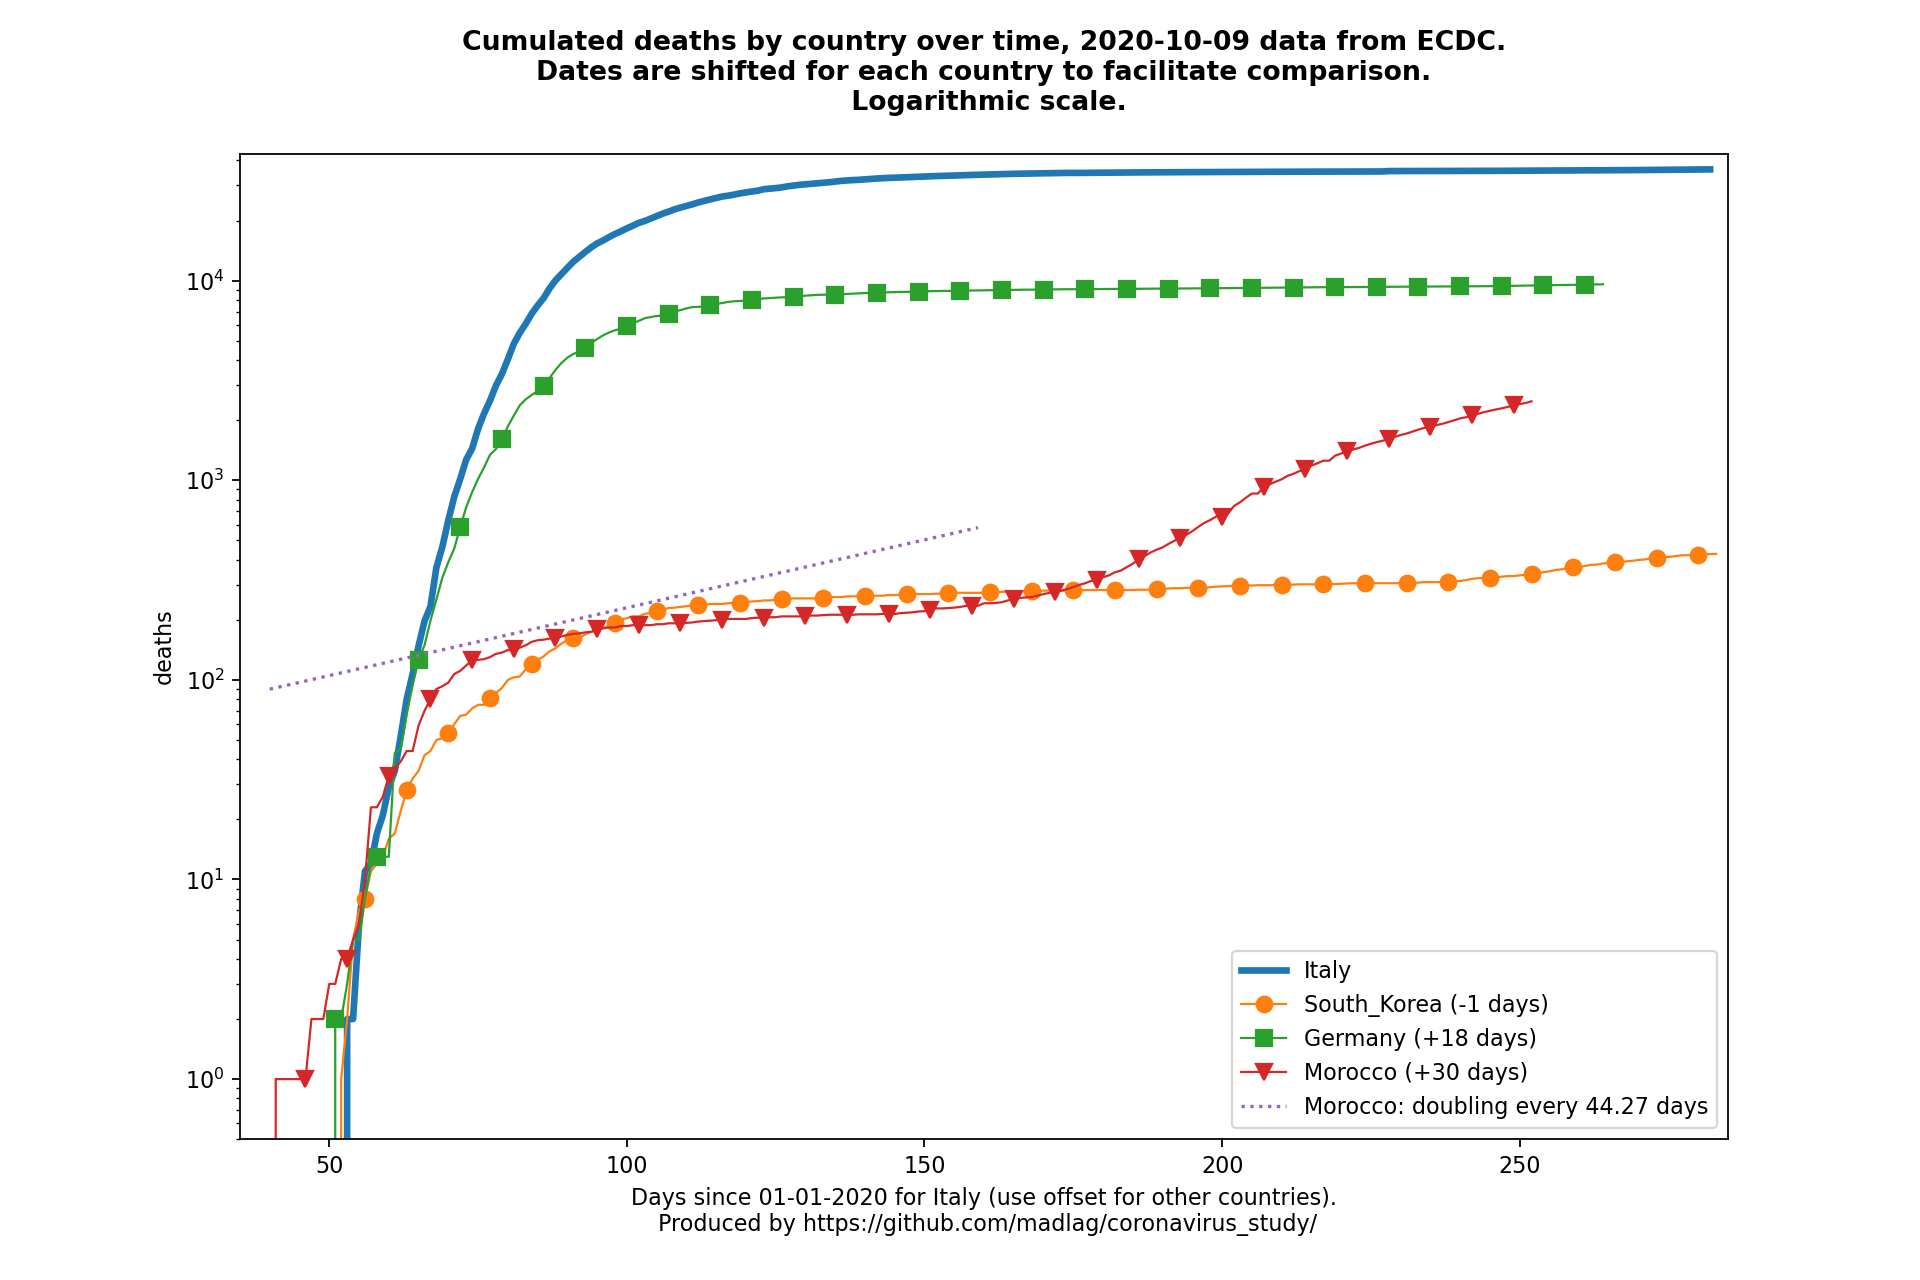 Cumulated deaths by country over time, 2020-10-09 data from ECDC.
Dates are shifted for each country to facilitate comparison.
Logarithmic scale.
deaths
10^4
10^3
10^2
10^1
10^0
50 100 150 200 250
Italy
South_Korea (-1 days)
Germany (+18 days)
Morocco (+30 days)
Morocco: doubling every 44.27 days
Days since 01-01-2020 for Italy (use offset for other countries).
Produced by https://github.com/madlag/coronavirus_study/